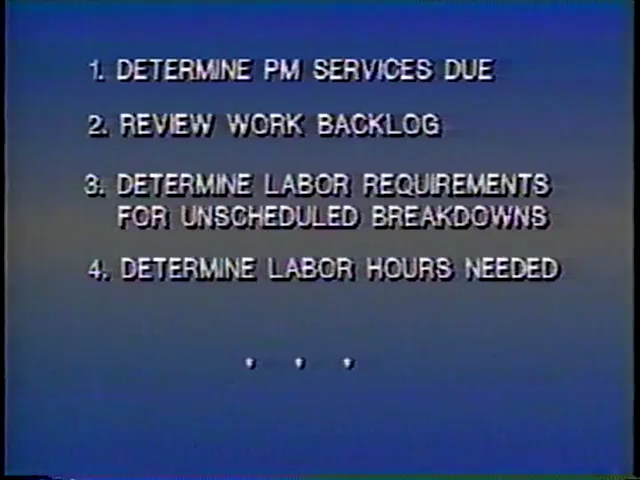 1. DETERMINE PM SERVICES DUE
2. REVIEW WORK BACKLOG
3. DETERMINE LABOR REQUIREMENTS
FOR UNSCHEDULED BREAKDOWNS
4. DETERMINE LABOR HOURS NEEDED
. . .